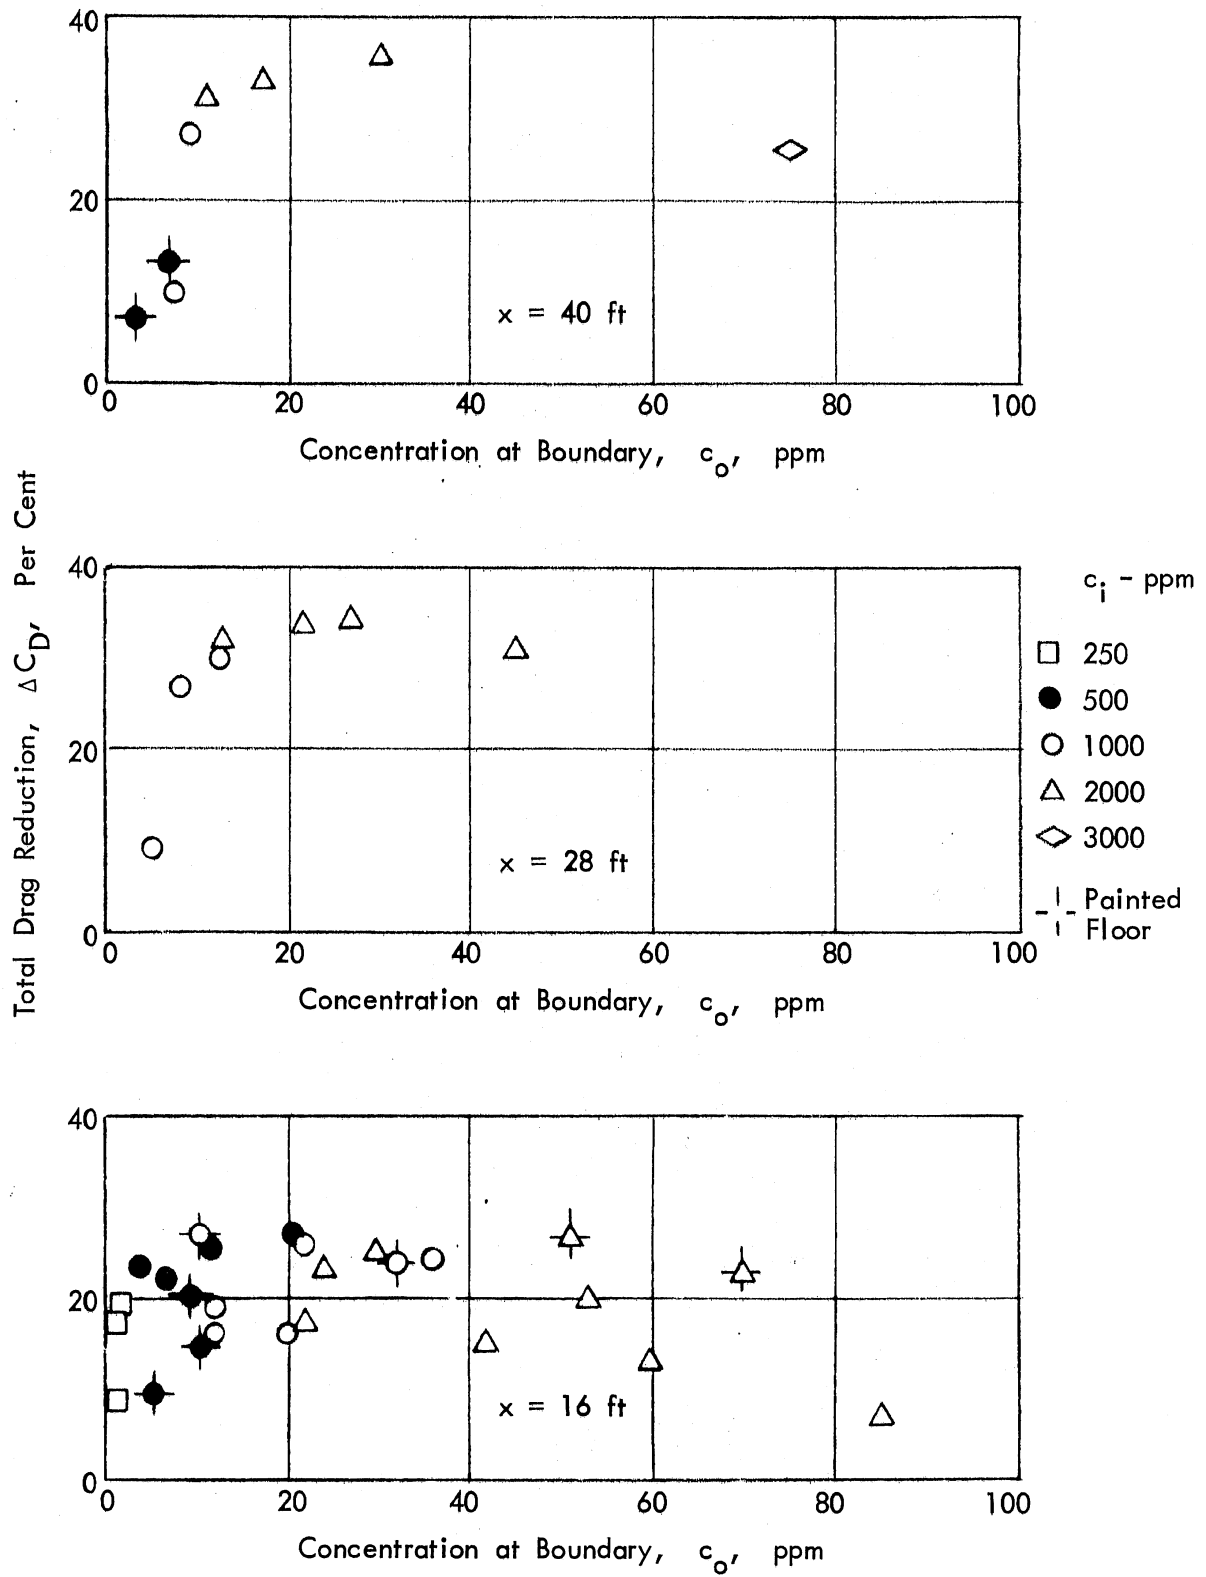 40
20
0
x = 40 ft
0 20 40 60 80 100
Concentration at Boundary, c_o, ppm
Total Drag Reduction, ΔC_D, Per Cent
40
20
0
x = 28 ft
0 20 40 60 80 100
Concentration at Boundary, c_o, ppm
c_i - ppm
250
500
1000
2000
3000
Painted
Floor
40
20
0
x = 16 ft
0 20 40 60 80 100
Concentration at Boundary, c_o, ppm